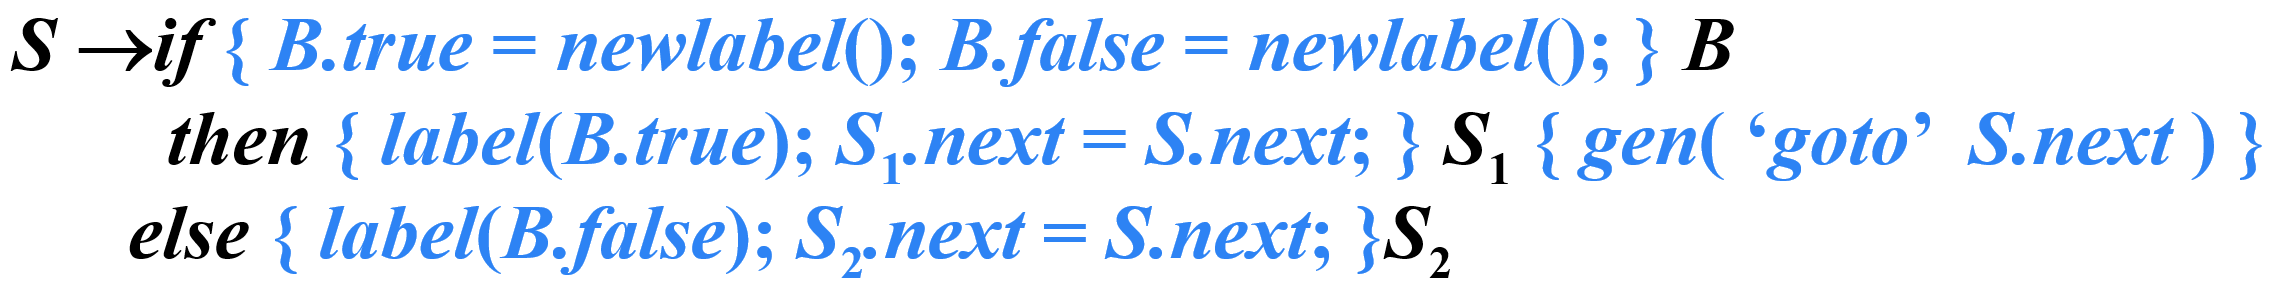 S →if { B.true = newlabel(); B.false = newlabel(); } B
then { label(B.true); S₁.next = S.next; } S₁ { gen( ‘goto’ S.next ) }
else { label(B.false); S₂.next = S.next; }S₂